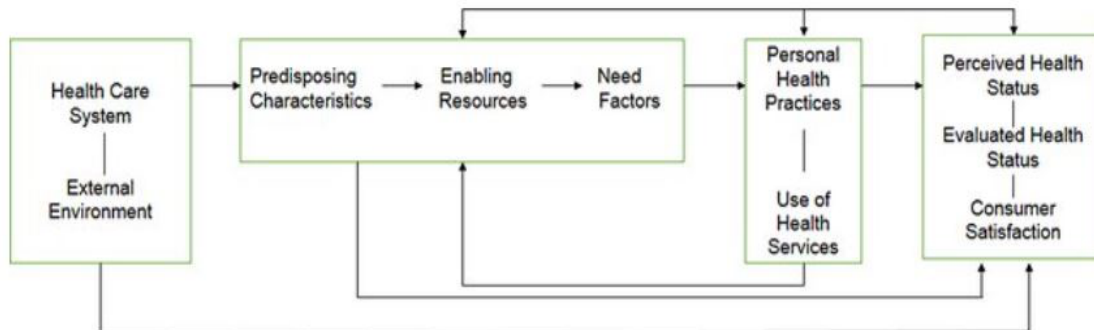 Health Care
System
External
Environment
Predisposing
Characteristics
Enabling
Resources
Need
Factors
Personal
Health
Practices
Use of
Health
Services
Perceived Health
Status
Evaluated Health
Status
Consumer
Satisfaction